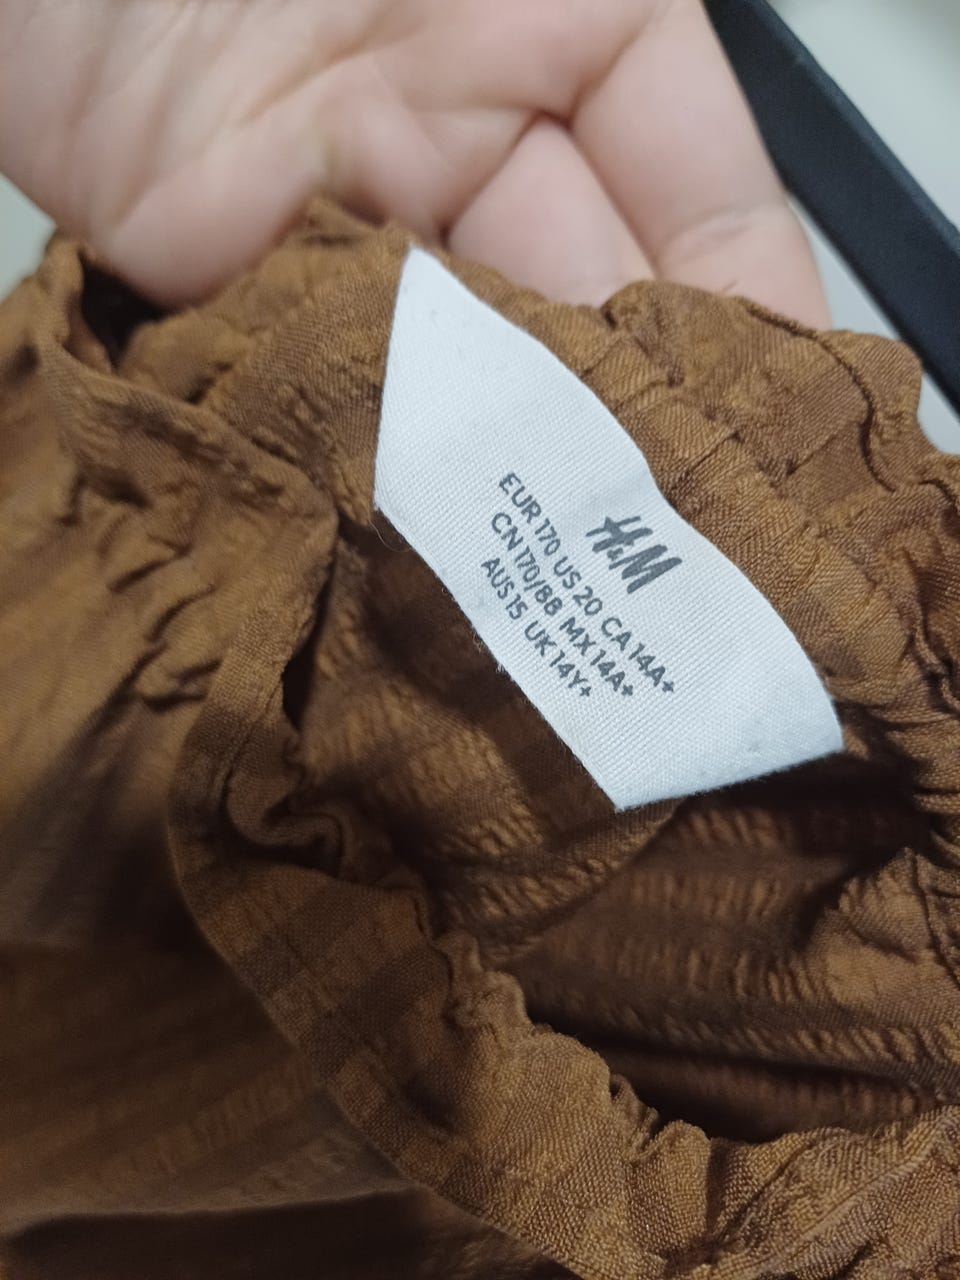 H&M
EUR 170 US 20 CA 14A+
CN 170/88 MX 14A+
AUS 15 UK 14Y+